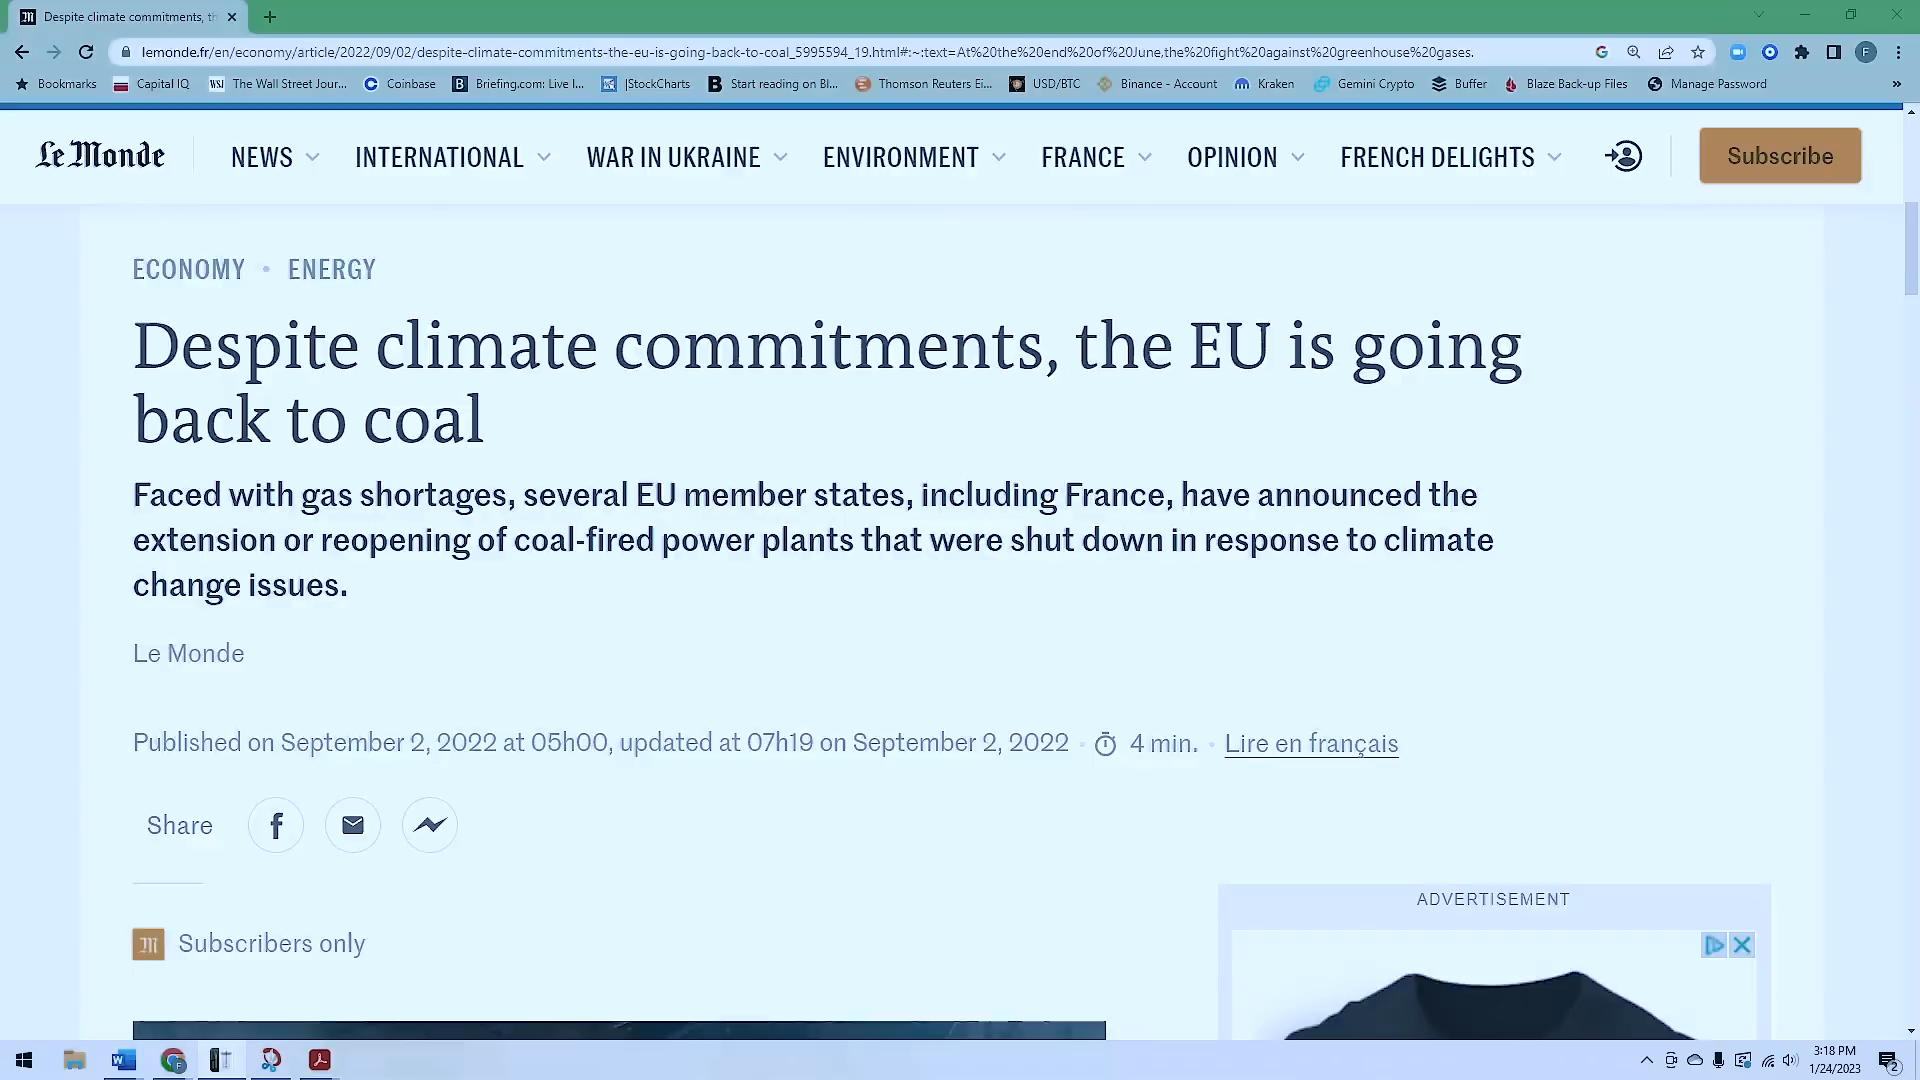 Despite climate commitments, th
lemonde.fr/en/economy/article/2022/09/02/despite-climate-commitments-the-eu-is-going-back-to-coal_5995594_19.html#:~:text=At%20the%20end%20of%20June,the%20fight%20against%20greenhouse%20gases.
F
Bookmarks Capital IQ WSJ The Wall Street Jour... Coinbase B Briefing.com: Live I... |StockCharts B Start reading on Bl... Thomson Reuters Ei... USD/BTC Binance - Account Kraken Gemini Crypto Buffer Blaze Back-up Files Manage Password »
Le Monde NEWS INTERNATIONAL WAR IN UKRAINE ENVIRONMENT FRANCE OPINION FRENCH DELIGHTS Subscribe
ECONOMY • ENERGY
Despite climate commitments, the EU is going
back to coal
Faced with gas shortages, several EU member states, including France, have announced the
extension or reopening of coal-fired power plants that were shut down in response to climate
change issues.
Le Monde
Published on September 2, 2022 at 05h00, updated at 07h19 on September 2, 2022 • 4 min. • Lire en français
Share
ADVERTISEMENT
M Subscribers only
3:18 PM
1/24/2023
2